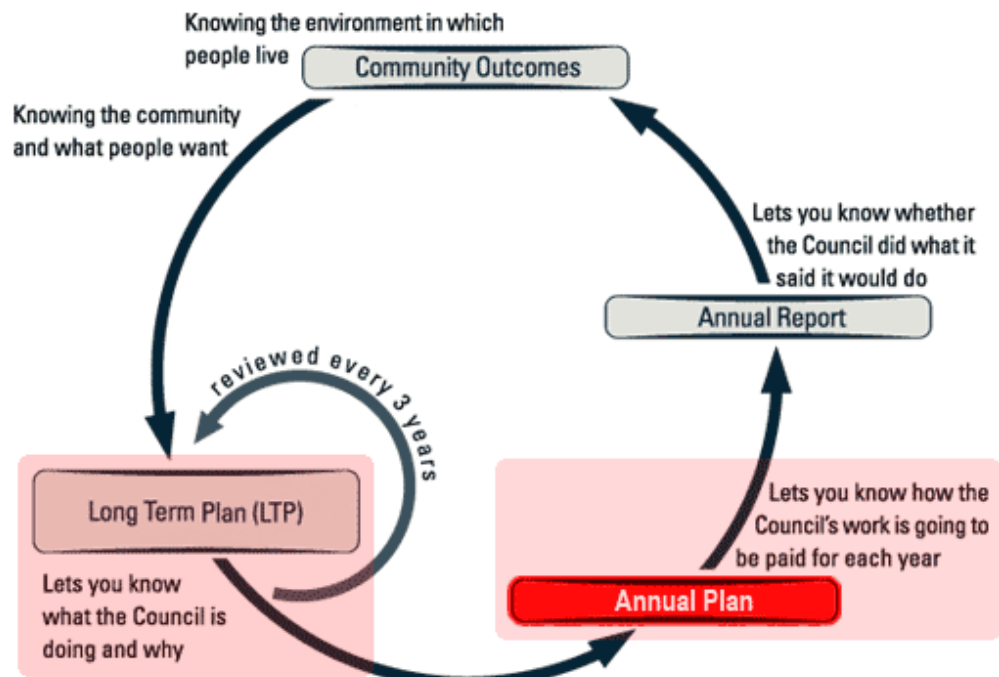 Knowing the environment in which
people live
Community Outcomes
Knowing the community
and what people want
Lets you know whether
the Council did what it
said it would do
Annual Report
reviewed every 3 years
Long Term Plan (LTP)
Lets you know
what the Council is
doing and why
Lets you know how the
Council's work is going to
be paid for each year
Annual Plan